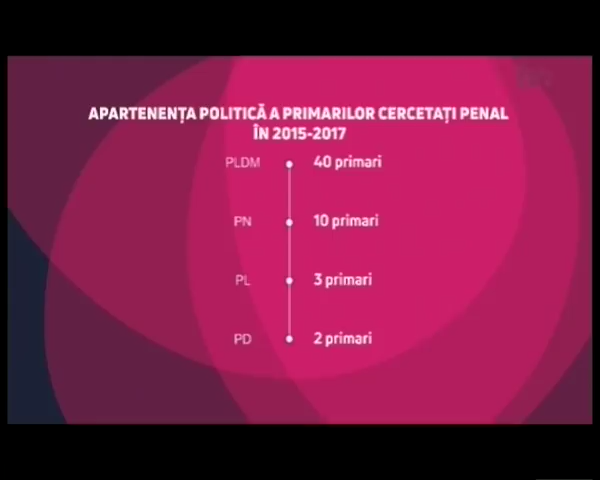 APARTENENȚA POLITICĂ A PRIMARILOR CERCETAȚI PENAL
ÎN 2015-2017
PLDM 40 primari
PN 10 primari
PL 3 primari
PD 2 primari